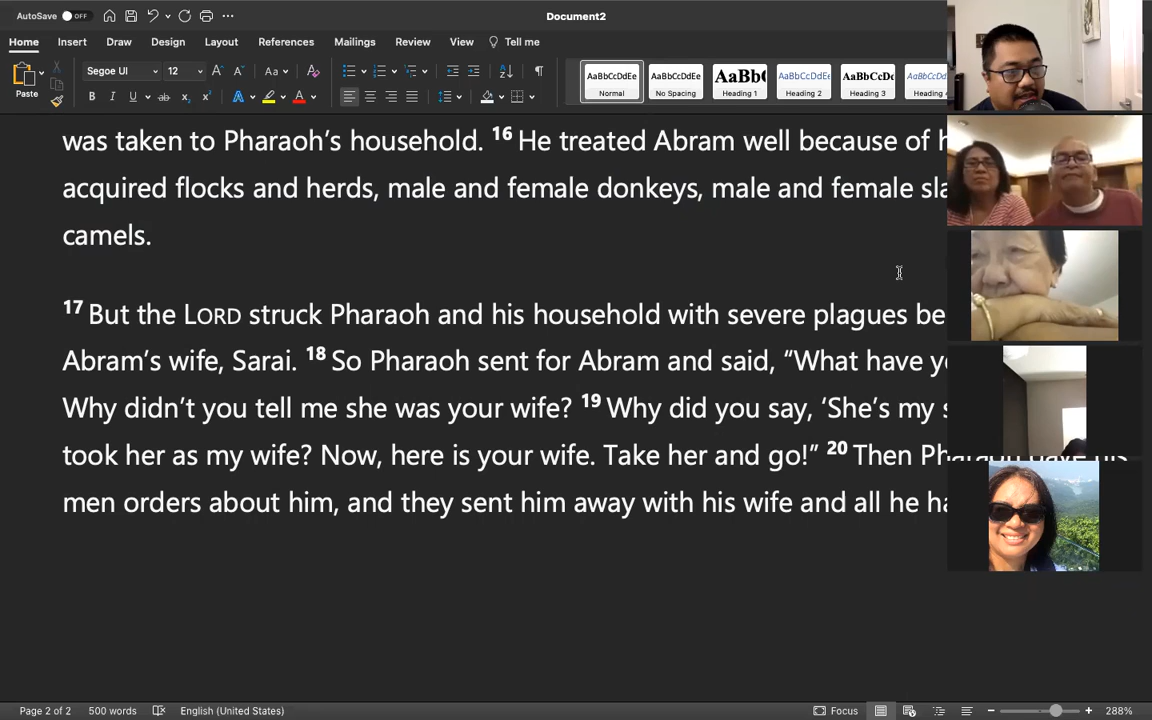 AutoSave OFF
Document2
Home Insert Draw Design Layout References Mailings Review View Tell me
Paste
Segoe UI 12 Aa
B I U ab x2 x2 A A
AaBbCcDdEe AaBbCcDdEe AaBb( AaBbCcDdEe AaBbCcDd AaBbCcDdEe
Normal No Spacing Heading 1 Heading 2 Heading 3 Heading
was taken to Pharaoh’s household. 16 He treated Abram well because of
acquired flocks and herds, male and female donkeys, male and female
camels.
17 But the LORD struck Pharaoh and his household with severe plagues
Abram’s wife, Sarai. 18 So Pharaoh sent for Abram and said, “What have
Why didn’t you tell me she was your wife? 19 Why did you say, ‘She’s my
took her as my wife? Now, here is your wife. Take her and go!” 20 Then
men orders about him, and they sent him away with his wife and all he
Page 2 of 2 500 words English (United States) Focus 288%